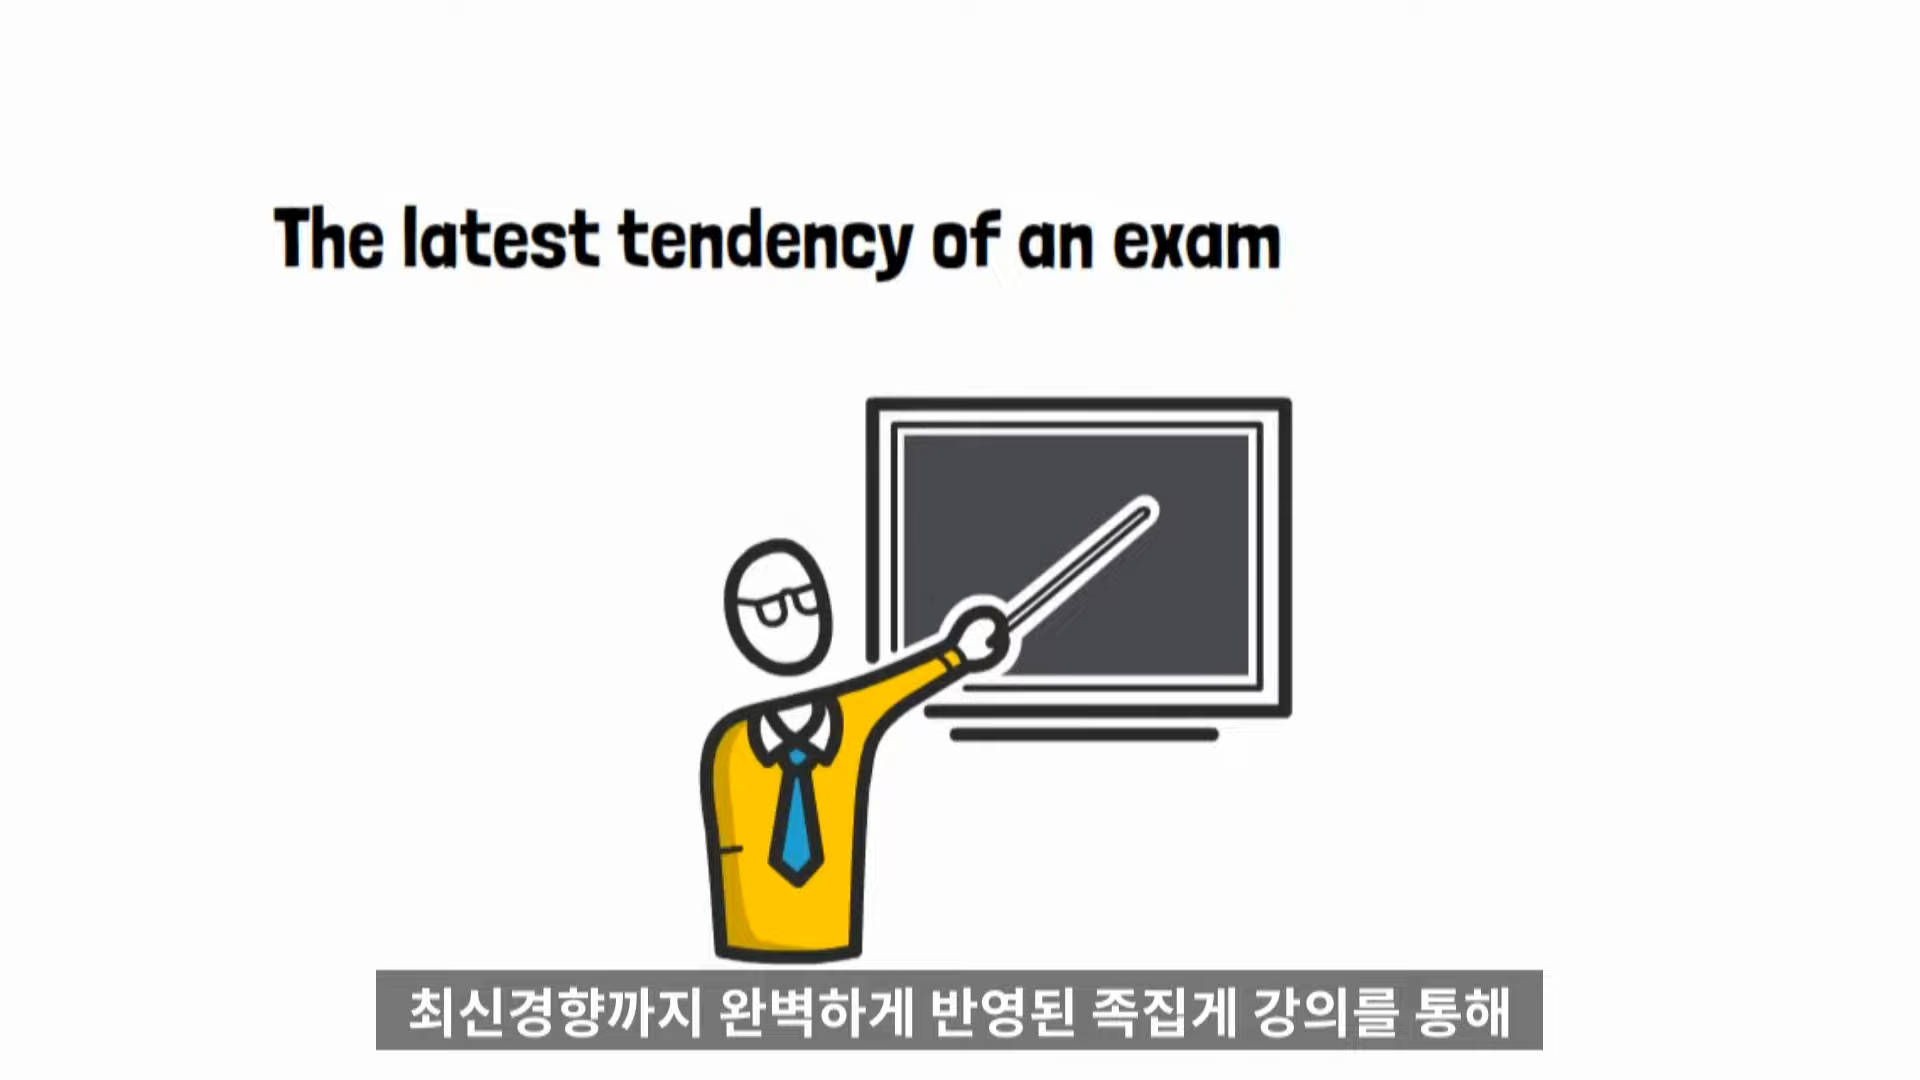 The latest tendency of an exam
최신경향까지 완벽하게 반영된 족집게 강의를 통해